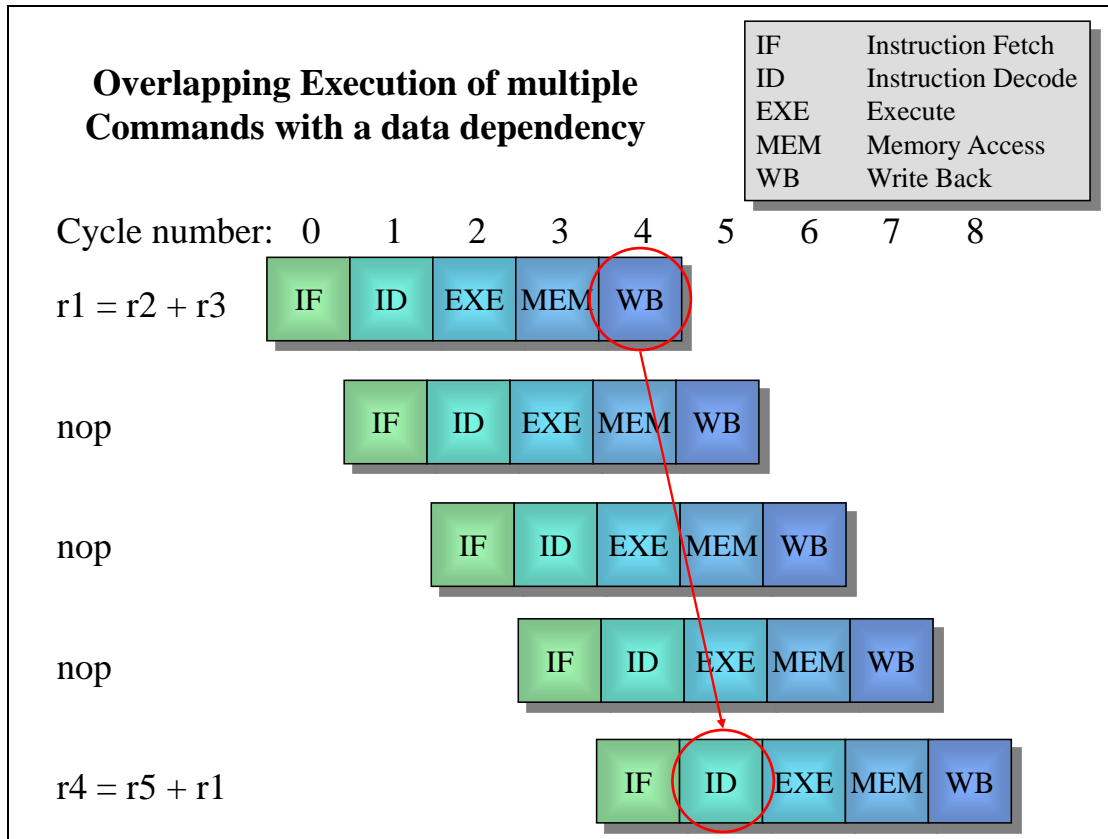 Overlapping Execution of multiple
Commands with a data dependency
IF Instruction Fetch
ID Instruction Decode
EXE Execute
MEM Memory Access
WB Write Back
Cycle number: 0 1 2 3 4 5 6 7 8
r1 = r2 + r3 IF ID EXE MEM WB
nop IF ID EXE MEM WB
nop IF ID EXE MEM WB
nop IF ID EXE MEM WB
r4 = r5 + r1 IF ID EXE MEM WB